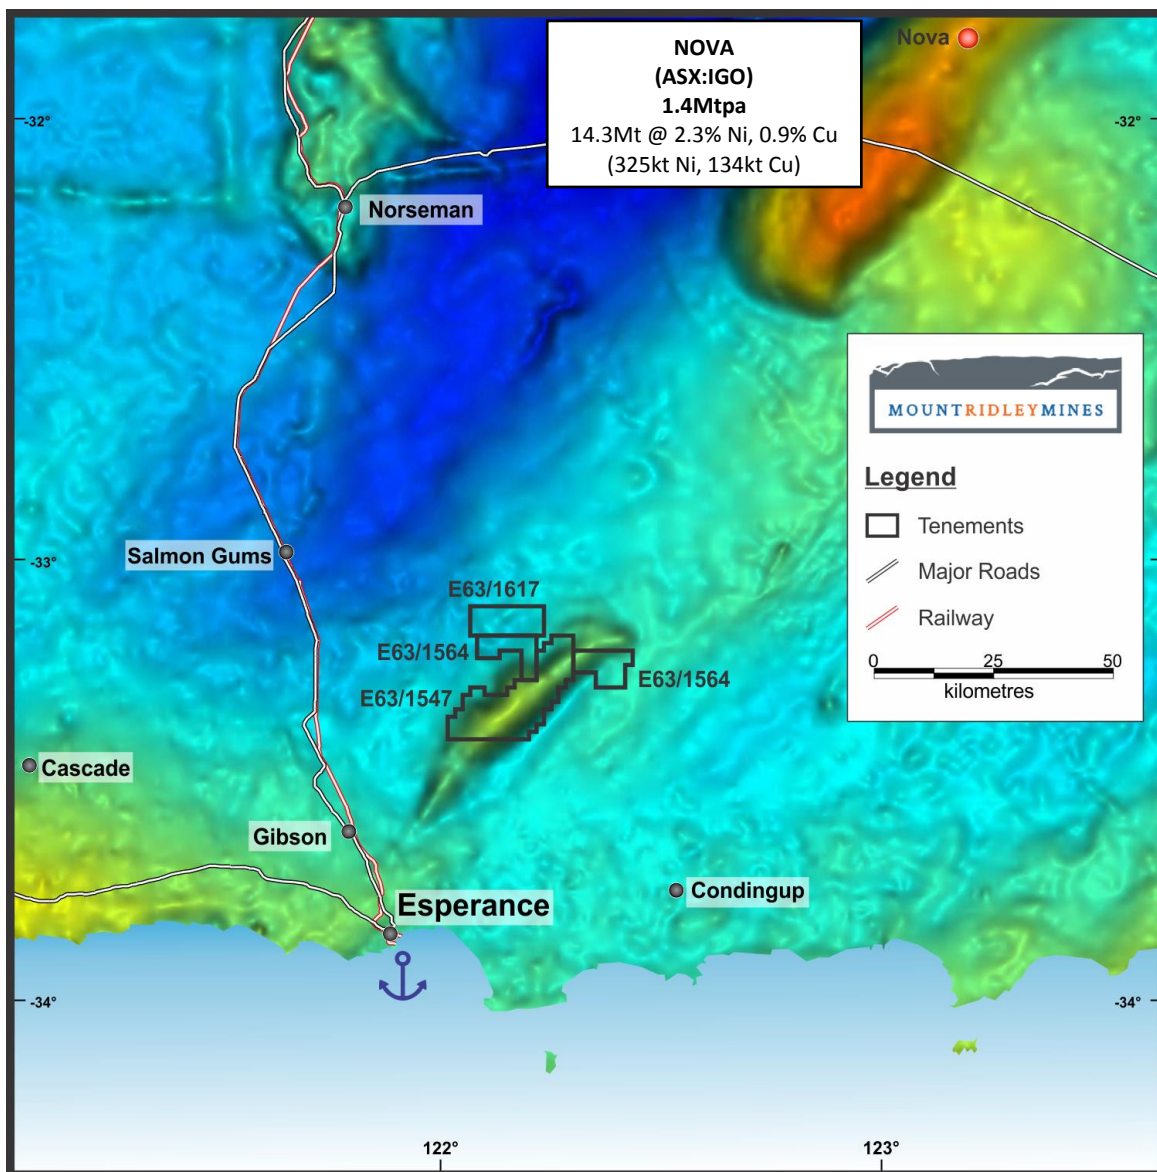 Nova
NOVA
(ASX:IGO)
1.4Mtpa
14.3Mt @ 2.3% Ni, 0.9% Cu
(325kt Ni, 134kt Cu)
-32°
-32°
Norseman
MOUNTRIDLEYMINES
Legend
Tenements
Major Roads
Railway
0 25 50
kilometres
-33°
Salmon Gums
E63/1617
E63/1564
E63/1564
E63/1547
Cascade
Gibson
Esperance
Condingup
-34°
-34°
122°
123°